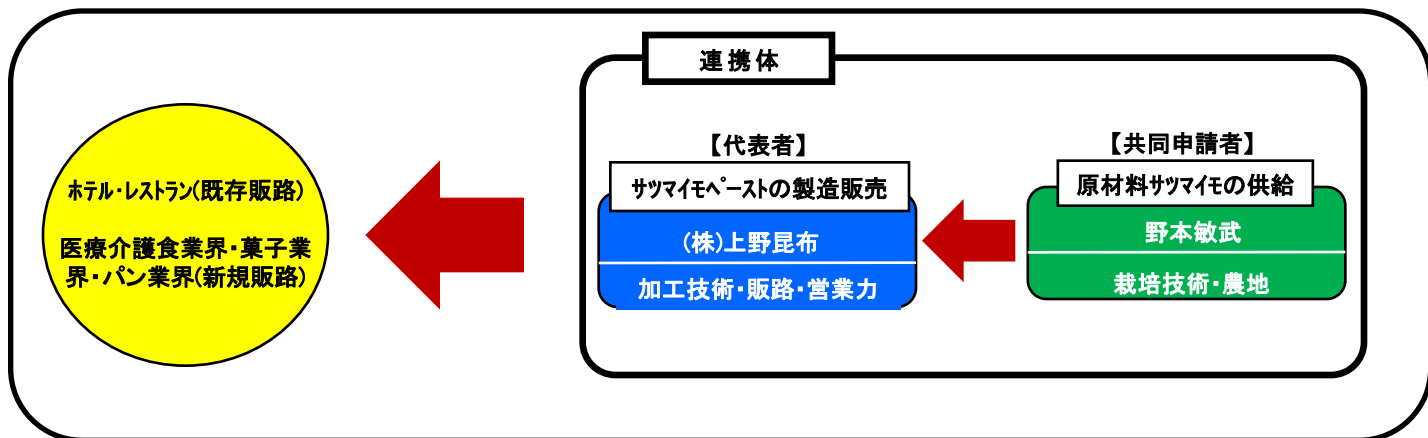 連携体
【代表者】
サツマイモペーストの製造販売
(株)上野昆布
加工技術・販路・営業力
【共同申請者】
原材料サツマイモの供給
野本敏武
栽培技術・農地
ホテル・レストラン(既存販路)
医療介護食業界・菓子業
界・パン業界(新規販路)